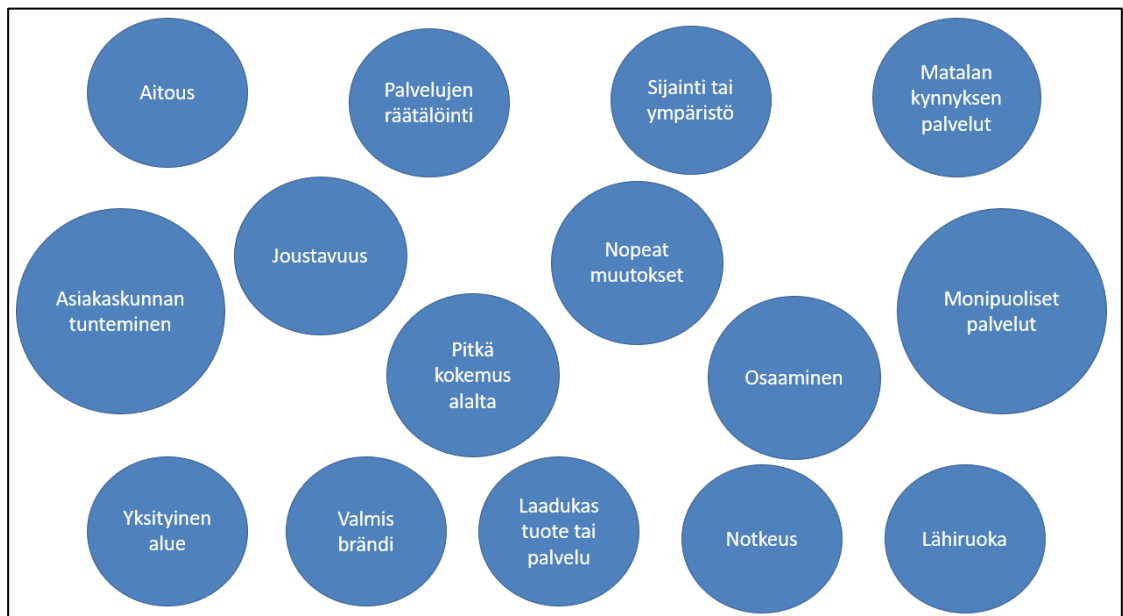 Aitous
Palvelujen
räätälöinti
Sijainti tai
ympäristö
Matalan
kynnyksen
palvelut
Asiakaskunnan
tunteminen
Joustavuus
Nopeat
muutokset
Monipuoliset
palvelut
Pitkä
kokemus
alalta
Osaaminen
Yksityinen
alue
Valmis
brändi
Laadukas
tuote tai
palvelu
Notkeus
Lähiruoka